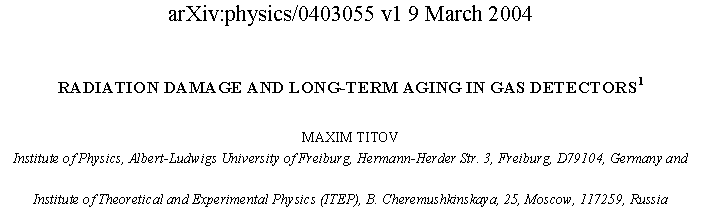 arXiv:physics/0403055 v1 9 March 2004
RADIATION DAMAGE AND LONG-TERM AGING IN GAS DETECTORS¹
MAXIM TITOV
Institute of Physics, Albert-Ludwigs University of Freiburg, Hermann-Herder Str. 3, Freiburg, D79104, Germany and
Institute of Theoretical and Experimental Physics (ITEP), B. Cheremushkinskaya, 25, Moscow, 117259, Russia